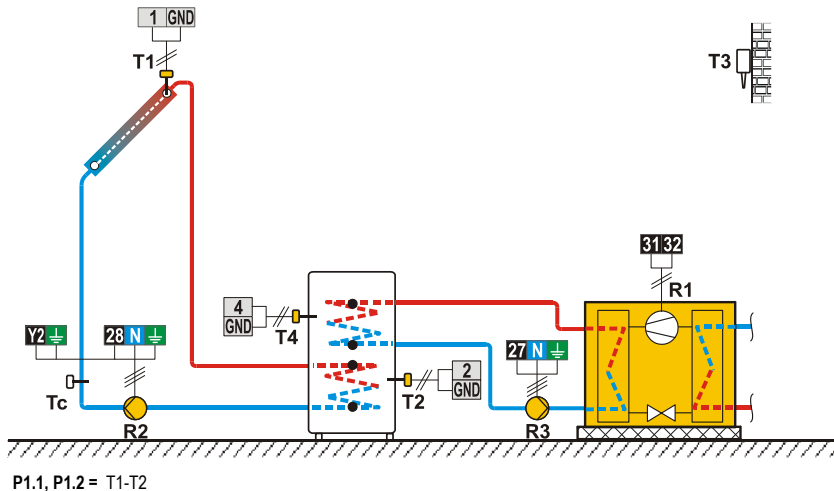 1 GND
T1
T3
31 32
R1
4
GND
T4
Y2
28 N
27 N
2
GND
T2
Tc
R2
R3
P1.1, P1.2 = T1-T2